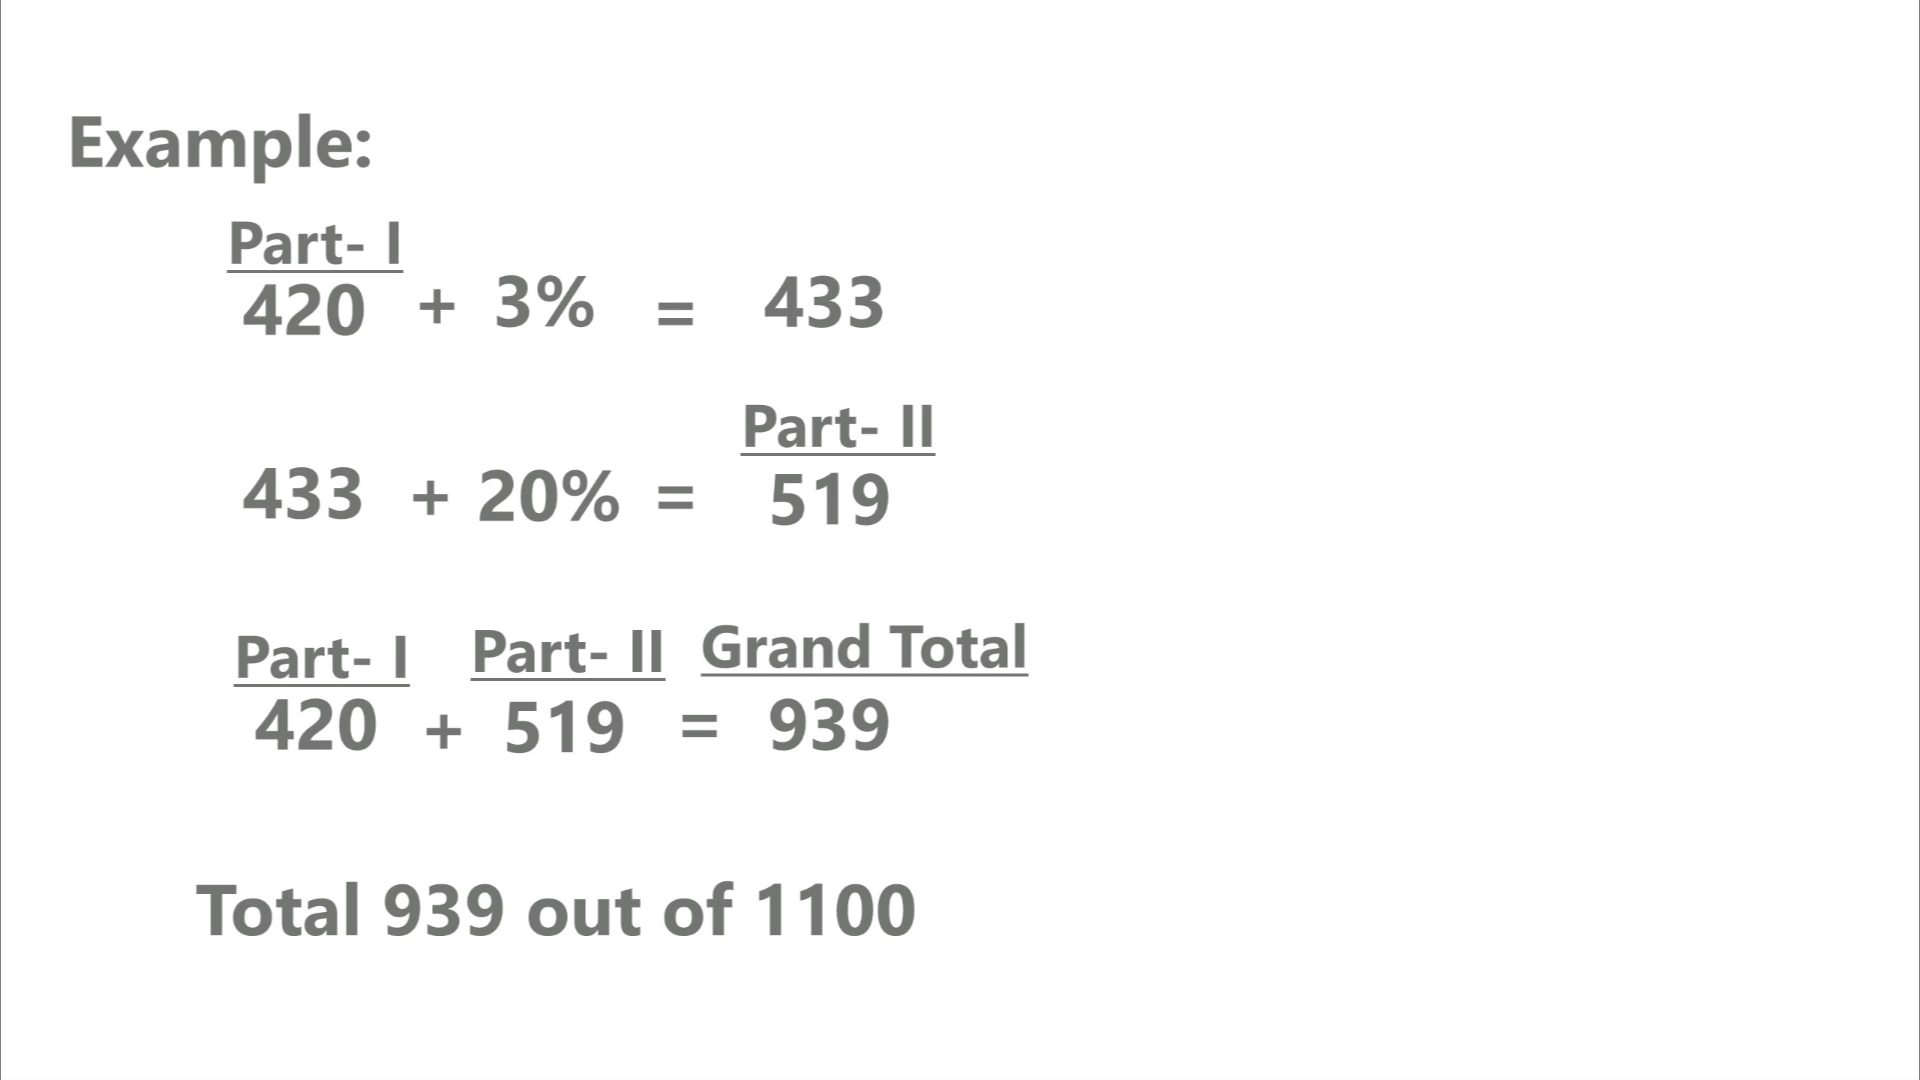 Example:
Part- I
420 + 3% = 433
Part- II
433 + 20% = 519
Part- I Part- II Grand Total
420 + 519 = 939
Total 939 out of 1100